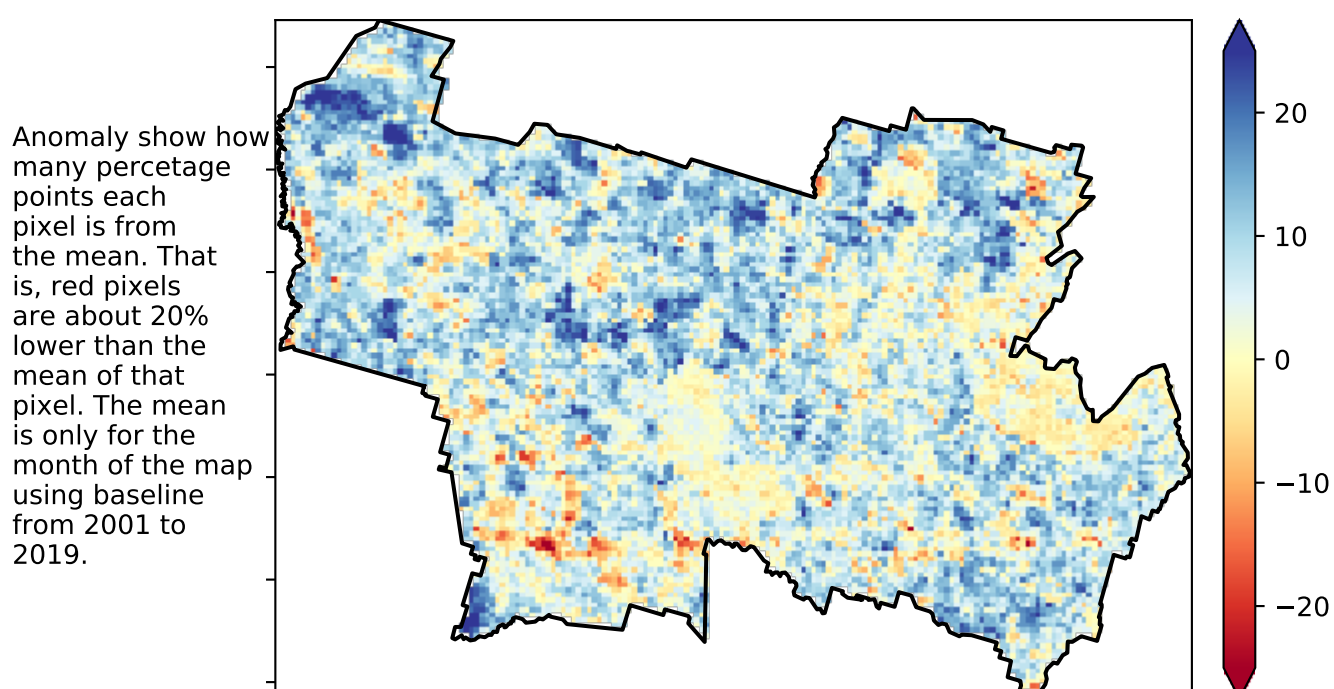 Anomaly show how
many percetage
points each
pixel is from
the mean. That
is, red pixels
are about 20%
lower than the
mean of that
pixel. The mean
is only for the
month of the map
using baseline
from 2001 to
2019.
20
10
0
−10
−20